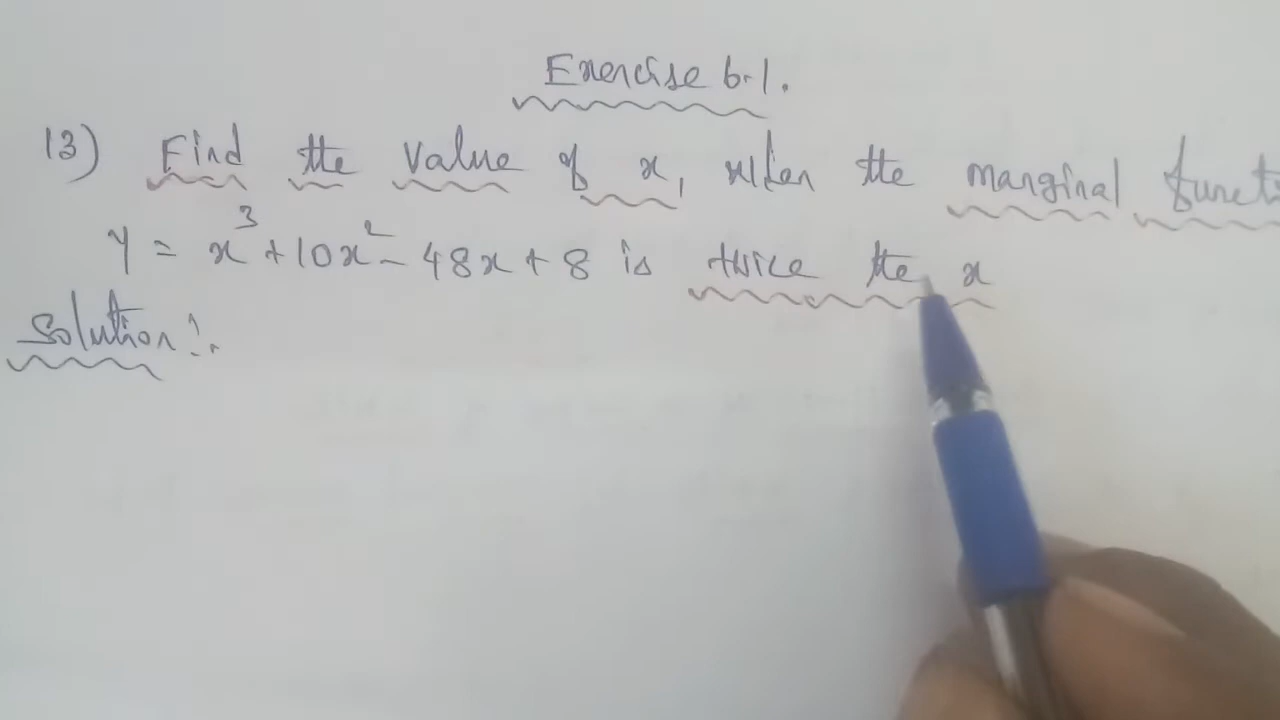 Exercise 6.1.
13) Find the value of x, when the marginal functi
y = x³ + 10x² - 48x + 8 is twice the x
Solution: